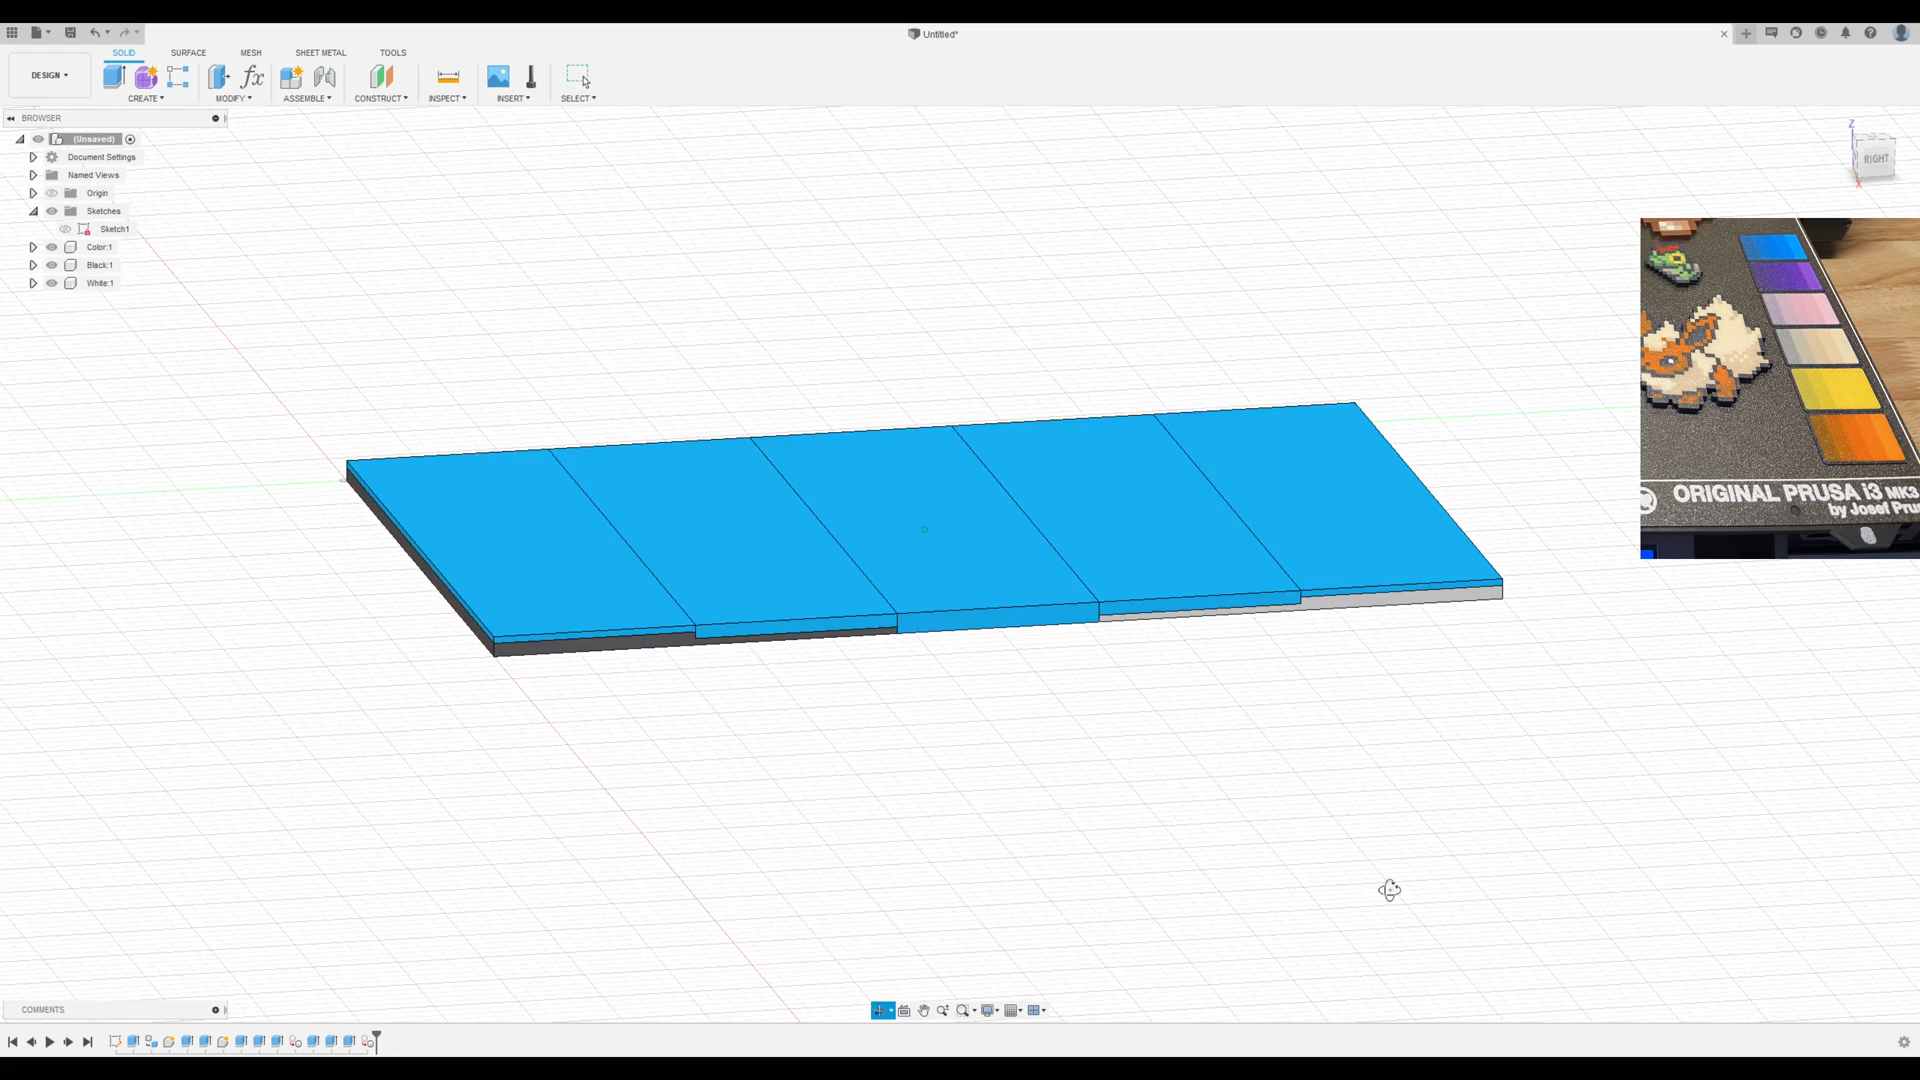 Untitled*
SOLID
SURFACE
MESH
SHEET METAL
TOOLS
DESIGN
CREATE
MODIFY
ASSEMBLE
CONSTRUCT
INSPECT
INSERT
SELECT
BROWSER
(Unsaved)
Document Settings
Named Views
Origin
Sketches
Sketch1
Color:1
Black:1
White:1
Z
RIGHT
X
ORIGINAL PRUSA i3 MK3
by Josef Prus
COMMENTS